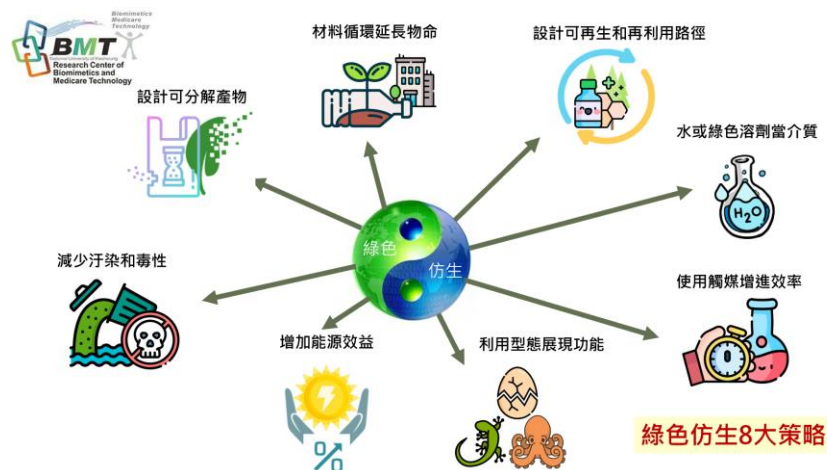 Biomimetics
Medicare
Technology
BMT
National University of Kaohsiung
Research Center of
Biomimetics and
Medicare Technology
材料循環延長物命
設計可再生和再利用路徑
設計可分解產物
水或綠色溶劑當介質
H₂O
綠色
仿生
減少汙染和毒性
使用觸媒增進效率
增加能源效益
利用型態展現功能
%
綠色仿生8大策略